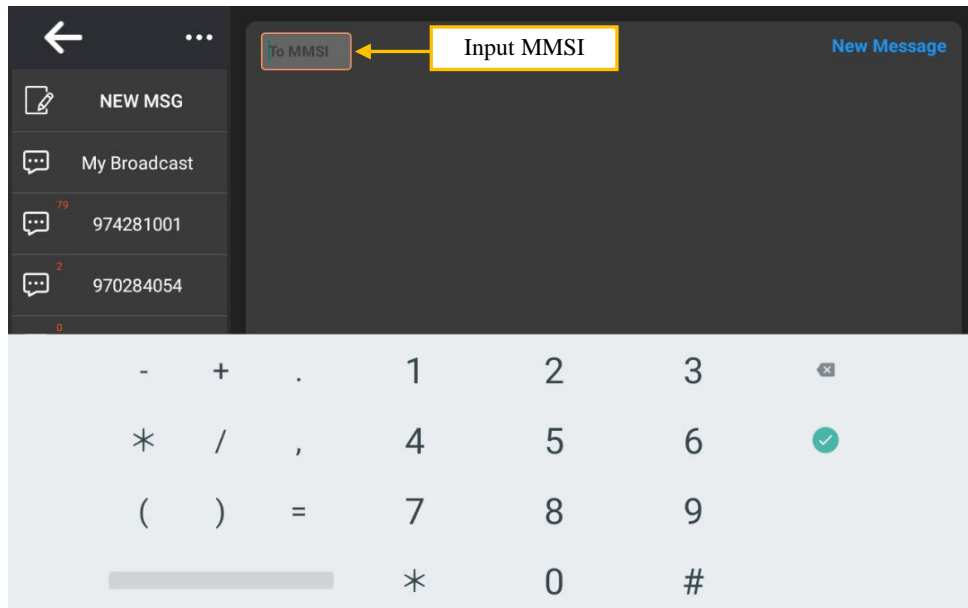 To MMSI
Input MMSI
New Message
NEW MSG
My Broadcast
79
974281001
2
970284054
0
- + . 1 2 3
* / , 4 5 6
( ) = 7 8 9
* 0 #